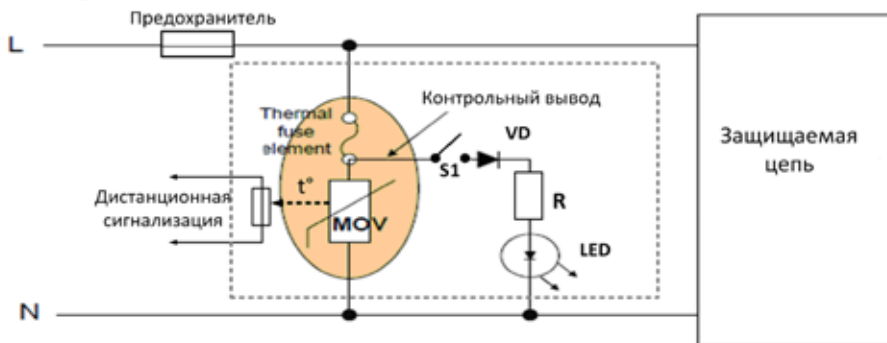 Предохранитель
L
Thermal
fuse
element
Контрольный вывод
VD
S1
Защищаемая
цепь
Дистанционная
сигнализация
t°
MOV
R
LED
N